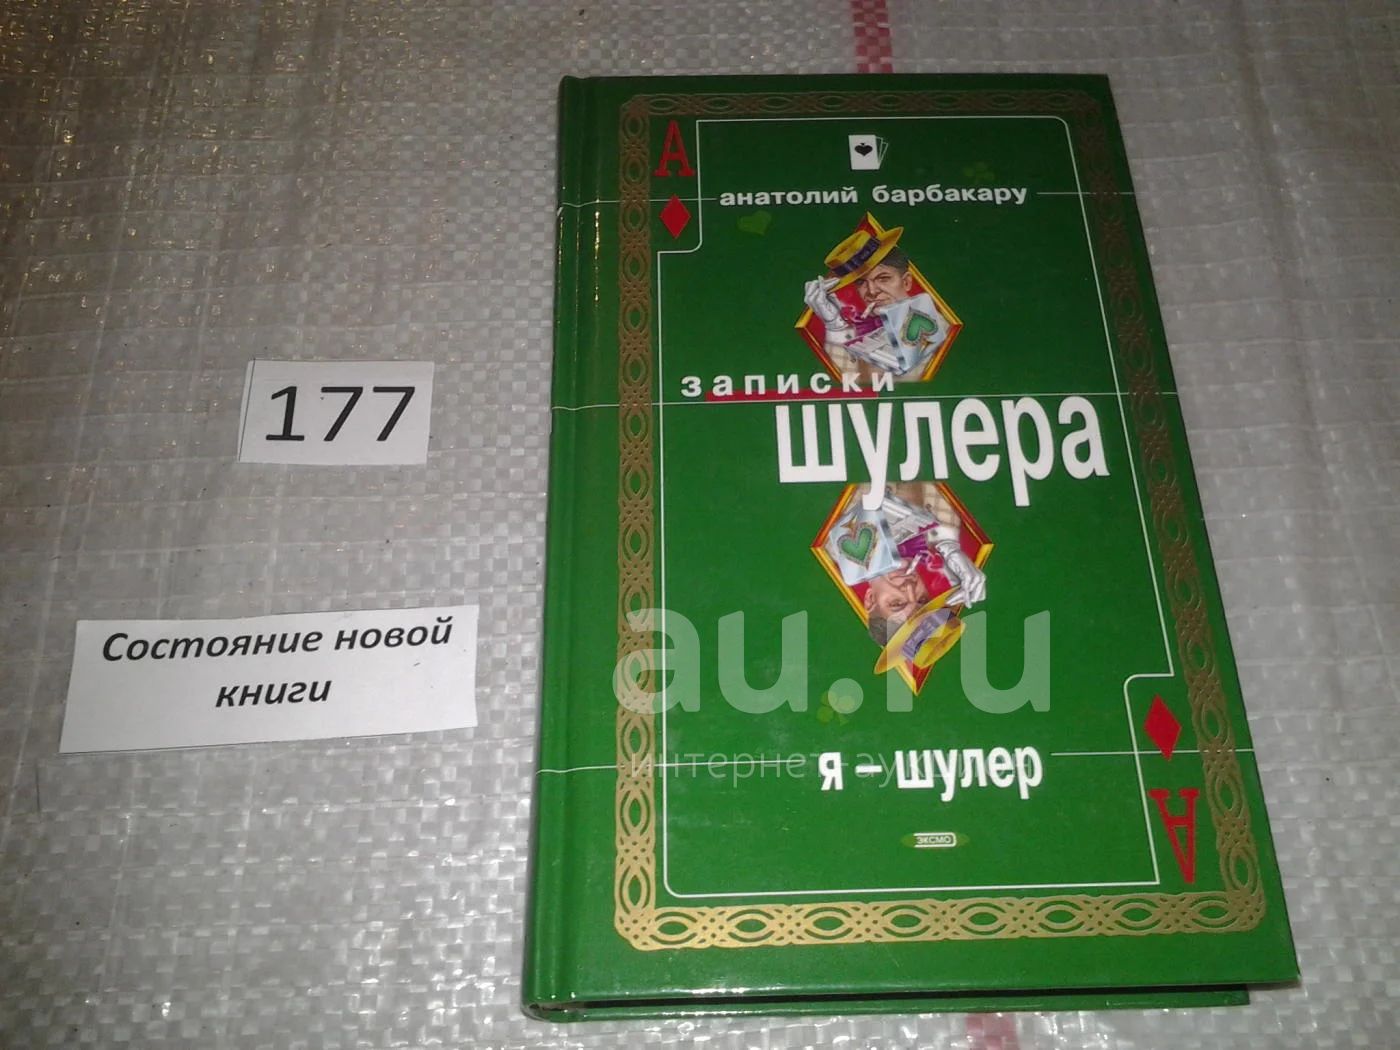 А
анатолий барбакару
записки
шулера
177
Состояние новой
книги
au.ru
интернет-аукцион
я – шулер
ЭКСМО
А